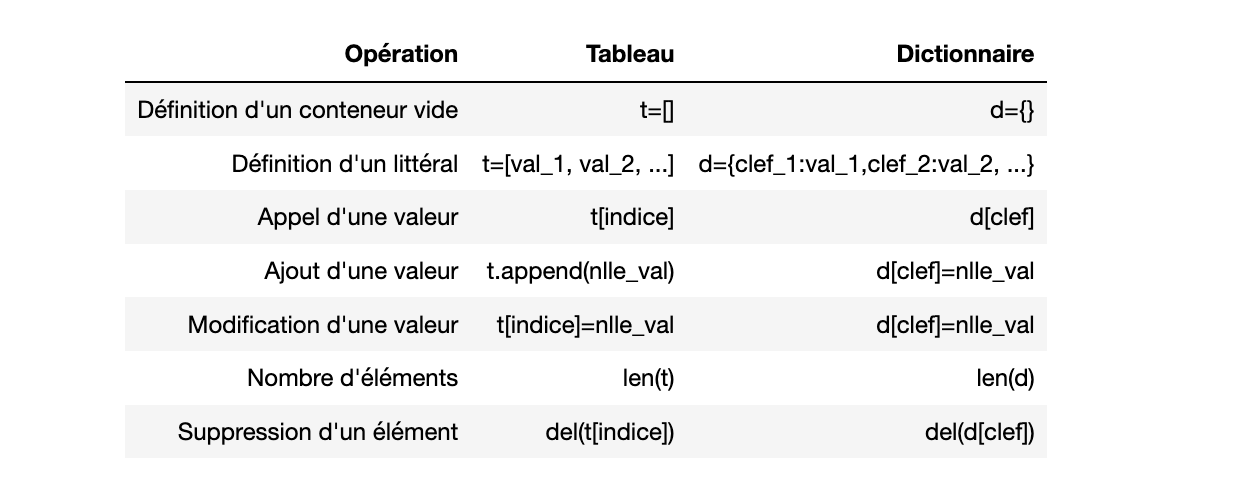 Opération Tableau Dictionnaire
Définition d'un conteneur vide t=[] d={}
Définition d'un littéral t=[val_1, val_2, ...] d={clef_1:val_1,clef_2:val_2, ...}
Appel d'une valeur t[indice] d[clef]
Ajout d'une valeur t.append(nlle_val) d[clef]=nlle_val
Modification d'une valeur t[indice]=nlle_val d[clef]=nlle_val
Nombre d'éléments len(t) len(d)
Suppression d'un élément del(t[indice]) del(d[clef])